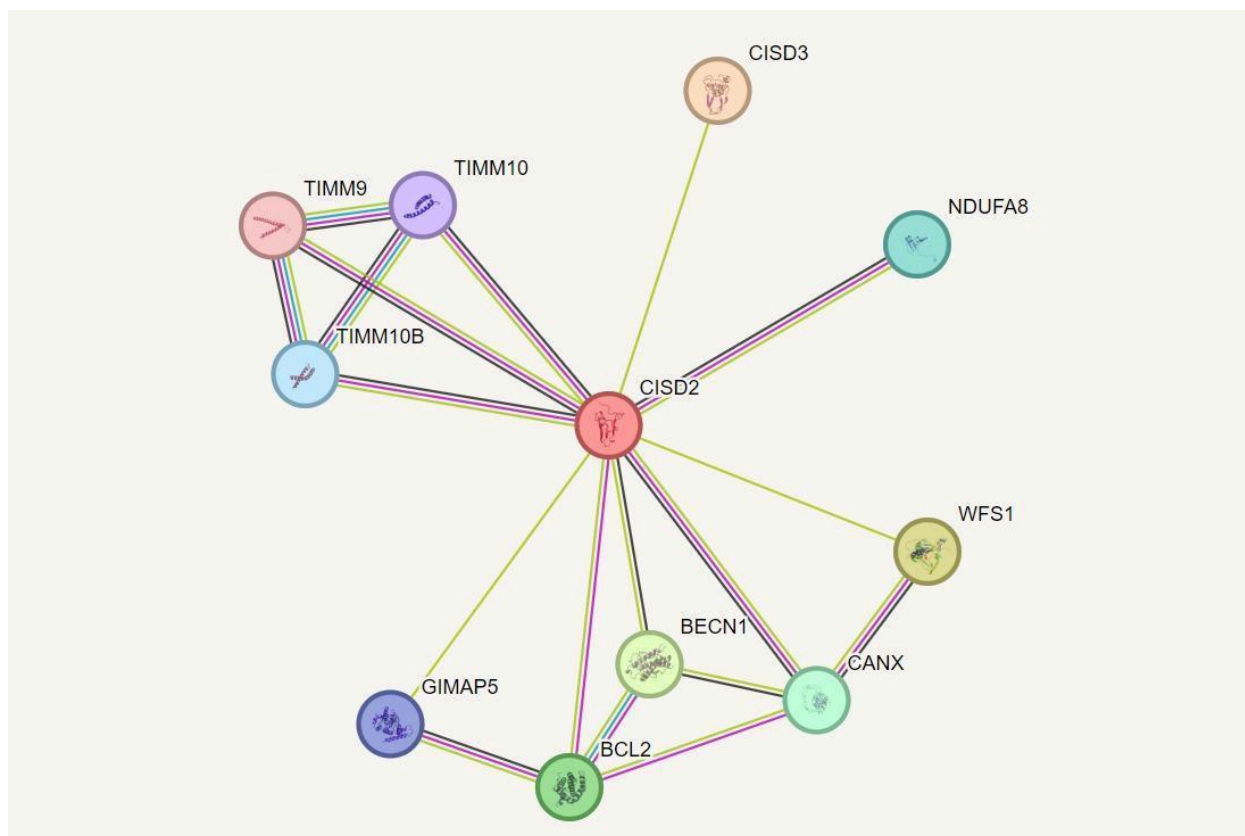 CISD3
TIMM10
TIMM9
NDUFA8
TIMM10B
CISD2
WFS1
BECN1
CANX
GIMAP5
BCL2